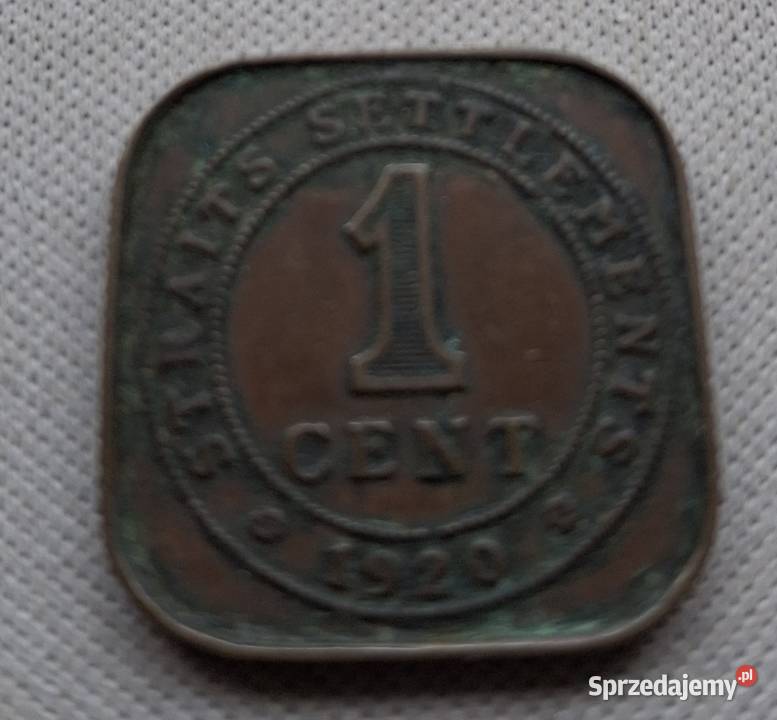 STRAITS SETTLEMENTS
1
CENT
1920
Sprzedajemy.pl